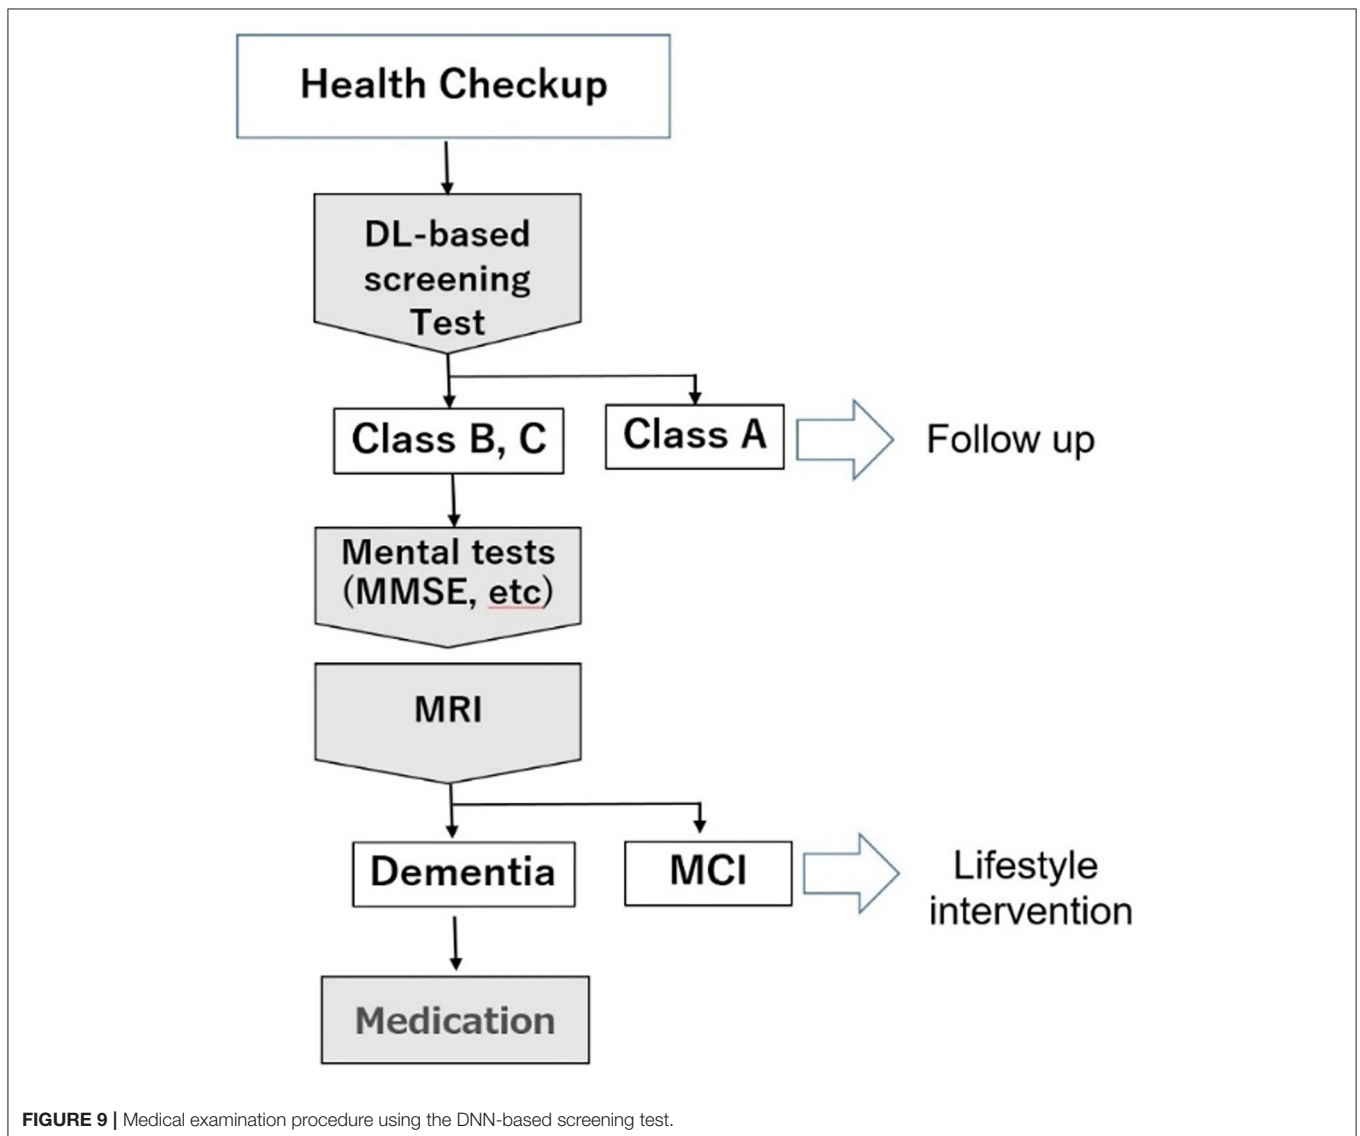 Health Checkup
DL-based
screening
Test
Class B, C
Class A
Follow up
Mental tests
(MMSE, etc)
MRI
Dementia
MCI
Lifestyle
intervention
Medication
FIGURE 9 | Medical examination procedure using the DNN-based screening test.